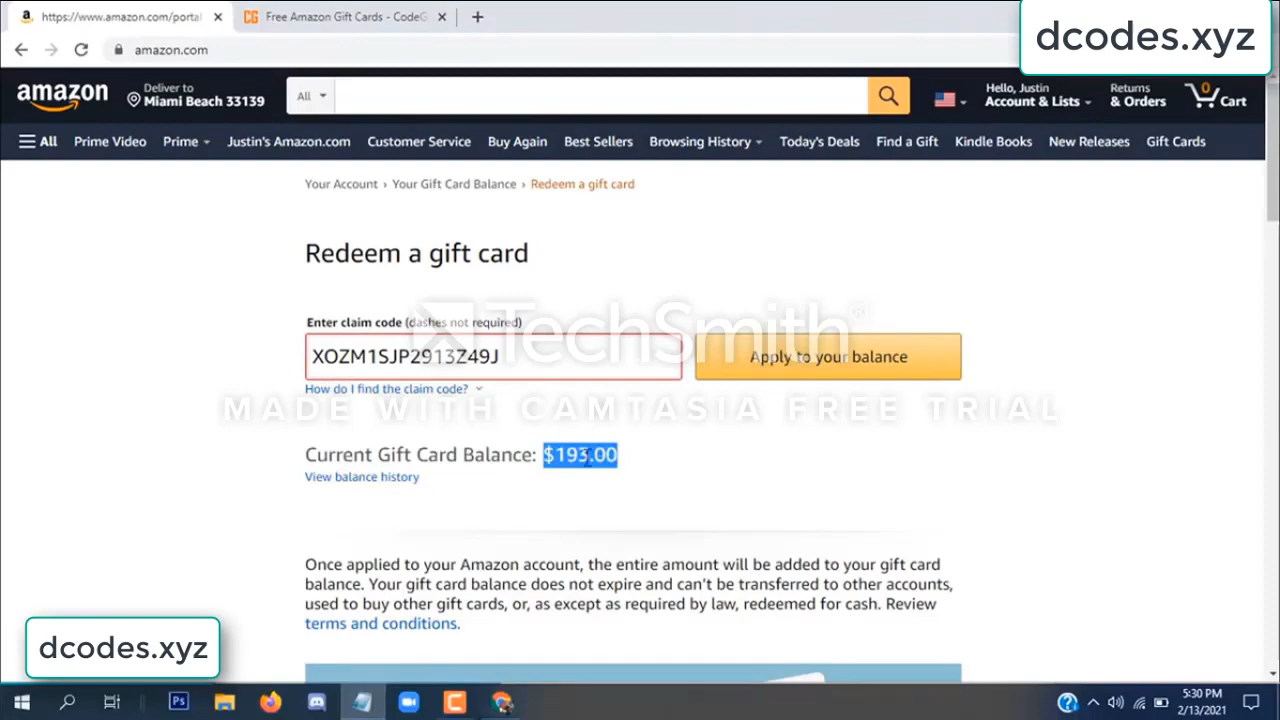 https://www.amazon.com/portal
Free Amazon Gift Cards - CodeG
dcodes.xyz
amazon.com
amazon
Deliver to
Miami Beach 33139
All
Hello, Justin
Account & Lists
Returns
& Orders
0
Cart
All Prime Video Prime Justin's Amazon.com Customer Service Buy Again Best Sellers Browsing History Today's Deals Find a Gift Kindle Books New Releases Gift Cards
Your Account › Your Gift Card Balance › Redeem a gift card
Redeem a gift card
Enter claim code (dashes not required)
TechSmith®
XOZM1SJP2913Z49J
Apply to your balance
How do I find the claim code?
MADE WITH CAMTASIA FREE TRIAL
Current Gift Card Balance: $193.00
View balance history
Once applied to your Amazon account, the entire amount will be added to your gift card
balance. Your gift card balance does not expire and can't be transferred to other accounts,
used to buy other gift cards, or, as except as required by law, redeemed for cash. Review
terms and conditions.
dcodes.xyz
Ps
5:30 PM
2/13/2021